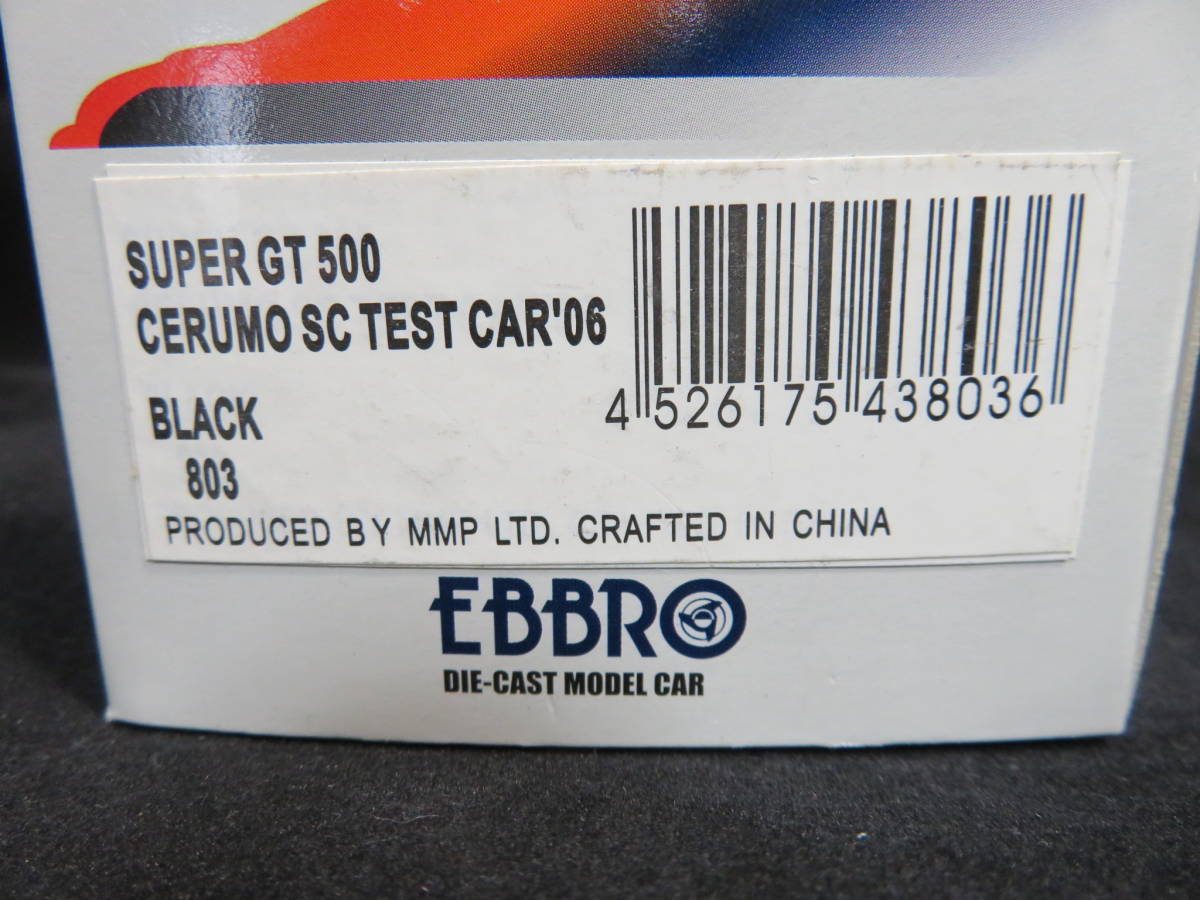 SUPER GT 500
CERUMO SC TEST CAR'06
BLACK
803
4 526175 438036
PRODUCED BY MMP LTD. CRAFTED IN CHINA
EBBRO
DIE-CAST MODEL CAR